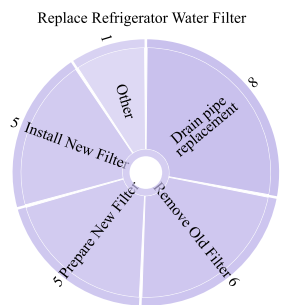 Replace Refrigerator Water Filter
8
Drain pipe
replacement
6
Remove Old Filter
5
Prepare New Filter
5
Install New Filter
1
Other